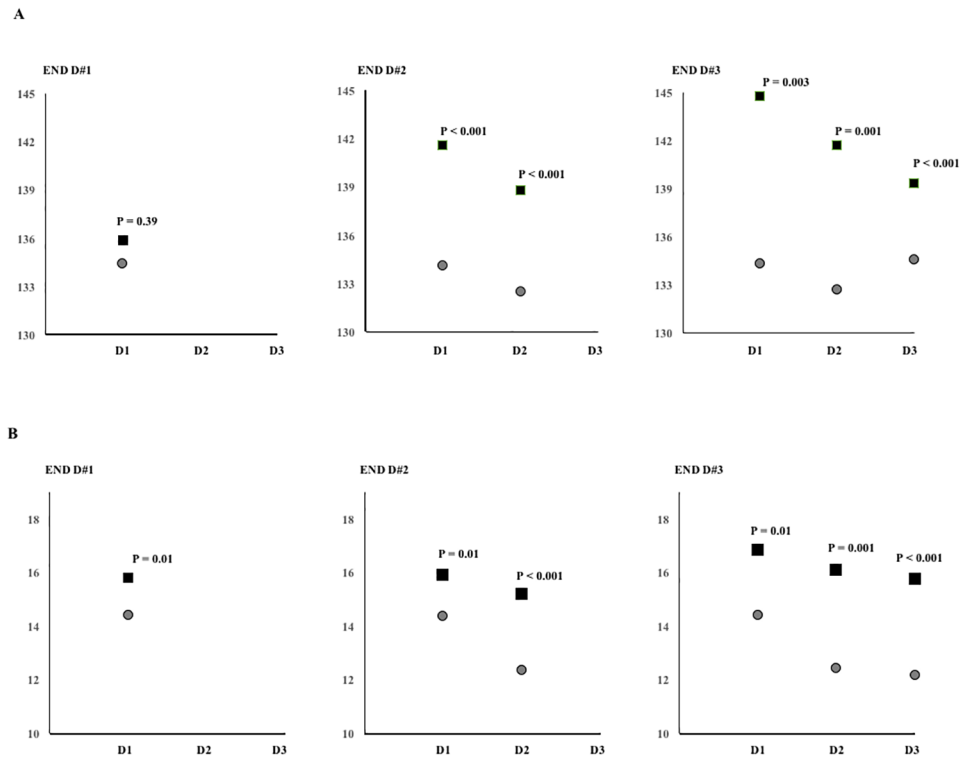 A
END D#1
END D#2
END D#3
145
142
139
136
133
130
P = 0.39
D1 D2 D3
145
142
139
136
133
130
P < 0.001
P < 0.001
D1 D2 D3
145
142
139
136
133
130
P = 0.003
P = 0.001
P < 0.001
D1 D2 D3
B
END D#1
END D#2
END D#3
18
16
14
12
10
P = 0.01
D1 D2 D3
18
16
14
12
10
P = 0.01
P < 0.001
D1 D2 D3
18
16
14
12
10
P = 0.01
P = 0.001
P < 0.001
D1 D2 D3